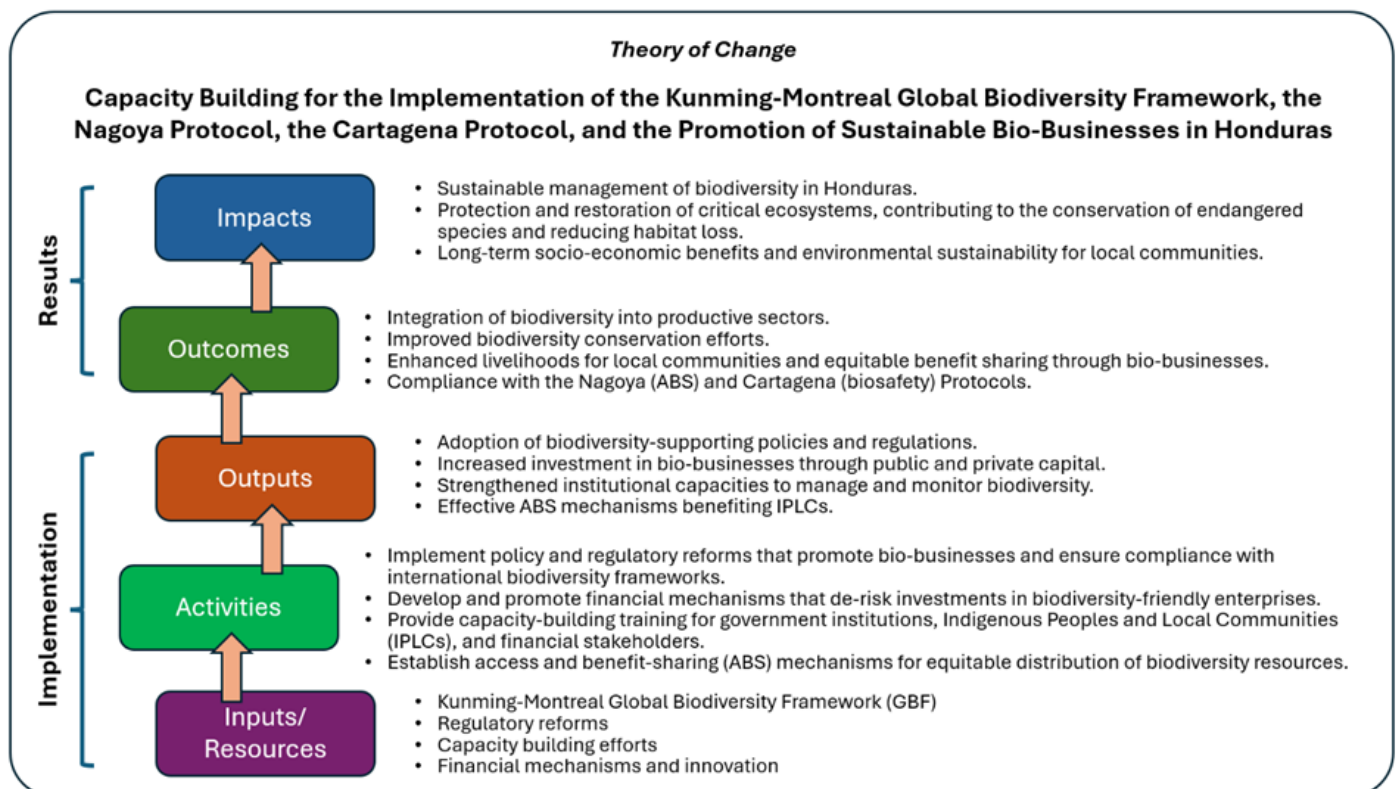 Theory of Change
Capacity Building for the Implementation of the Kunming-Montreal Global Biodiversity Framework, the
Nagoya Protocol, the Cartagena Protocol, and the Promotion of Sustainable Bio-Businesses in Honduras
Results
Impacts
• Sustainable management of biodiversity in Honduras.
• Protection and restoration of critical ecosystems, contributing to the conservation of endangered
species and reducing habitat loss.
• Long-term socio-economic benefits and environmental sustainability for local communities.
Outcomes
• Integration of biodiversity into productive sectors.
• Improved biodiversity conservation efforts.
• Enhanced livelihoods for local communities and equitable benefit sharing through bio-businesses.
• Compliance with the Nagoya (ABS) and Cartagena (biosafety) Protocols.
Implementation
Outputs
• Adoption of biodiversity-supporting policies and regulations.
• Increased investment in bio-businesses through public and private capital.
• Strengthened institutional capacities to manage and monitor biodiversity.
• Effective ABS mechanisms benefiting IPLCs.
Activities
• Implement policy and regulatory reforms that promote bio-businesses and ensure compliance with
international biodiversity frameworks.
• Develop and promote financial mechanisms that de-risk investments in biodiversity-friendly enterprises.
• Provide capacity-building training for government institutions, Indigenous Peoples and Local Communities
(IPLCs), and financial stakeholders.
• Establish access and benefit-sharing (ABS) mechanisms for equitable distribution of biodiversity resources.
Inputs/
Resources
• Kunming-Montreal Global Biodiversity Framework (GBF)
• Regulatory reforms
• Capacity building efforts
• Financial mechanisms and innovation